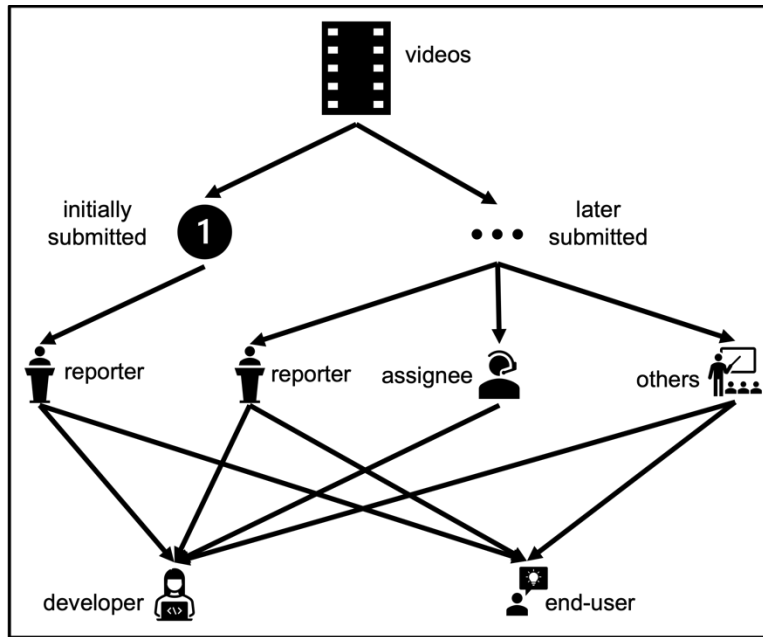 videos
initially
submitted
1
later
submitted
reporter
reporter
assignee
others
developer
</>
end-user